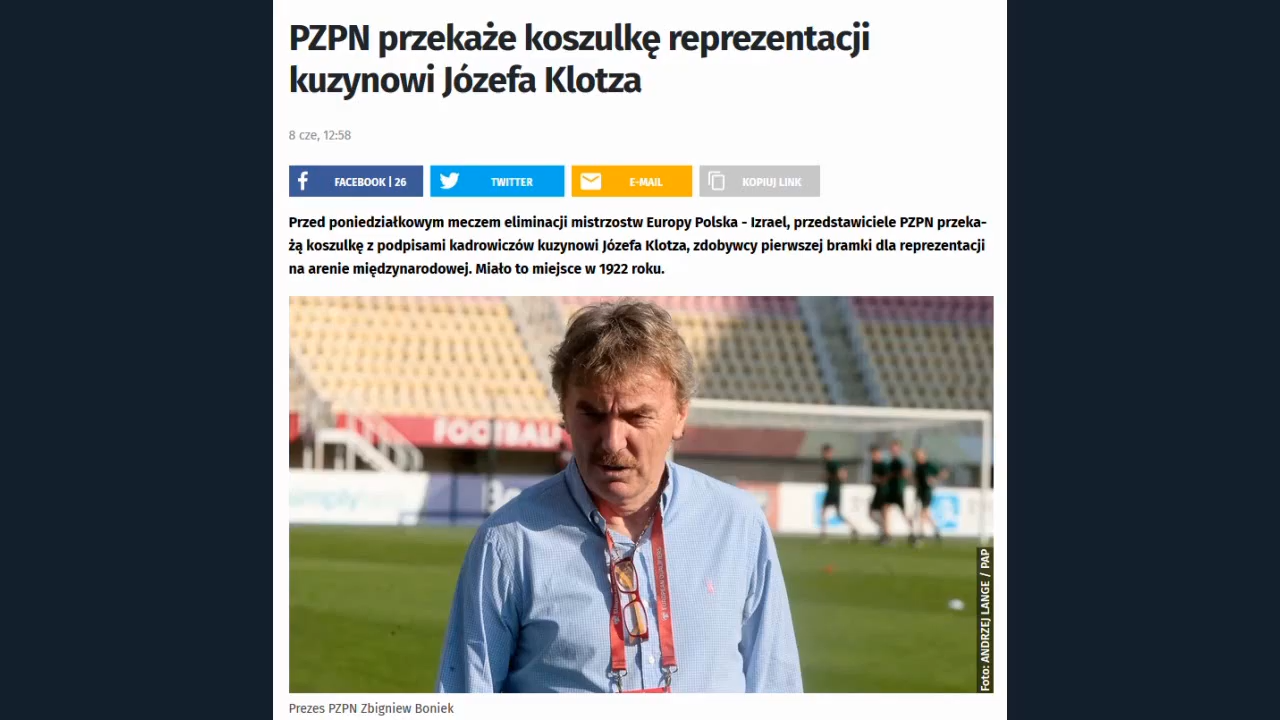 PZPN przekaże koszulkę reprezentacji
kuzynowi Józefa Klotza
8 cze, 12:58
FACEBOOK | 26
TWITTER
E-MAIL
KOPIUJ LINK
Przed poniedziałkowym meczem eliminacji mistrzostw Europy Polska - Izrael, przedstawiciele PZPN przeka-
żą koszulkę z podpisami kadrowiczów kuzynowi Józefa Klotza, zdobywcy pierwszej bramki dla reprezentacji
na arenie międzynarodowej. Miało to miejsce w 1922 roku.
FOOTBALL
Foto: ANDRZEJ LANGE / PAP
Prezes PZPN Zbigniew Boniek